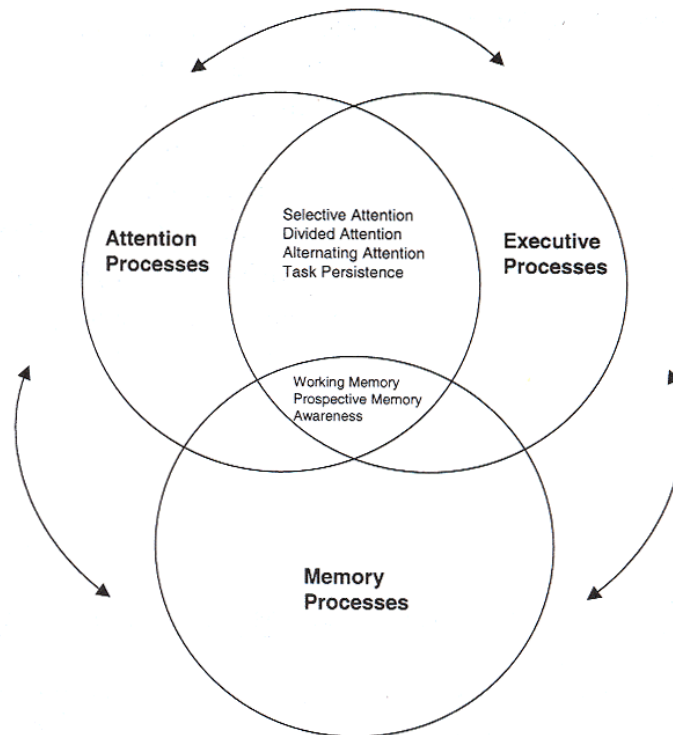 Selective Attention
Divided Attention
Alternating Attention
Task Persistence
Attention
Processes
Executive
Processes
Working Memory
Prospective Memory
Awareness
Memory
Processes